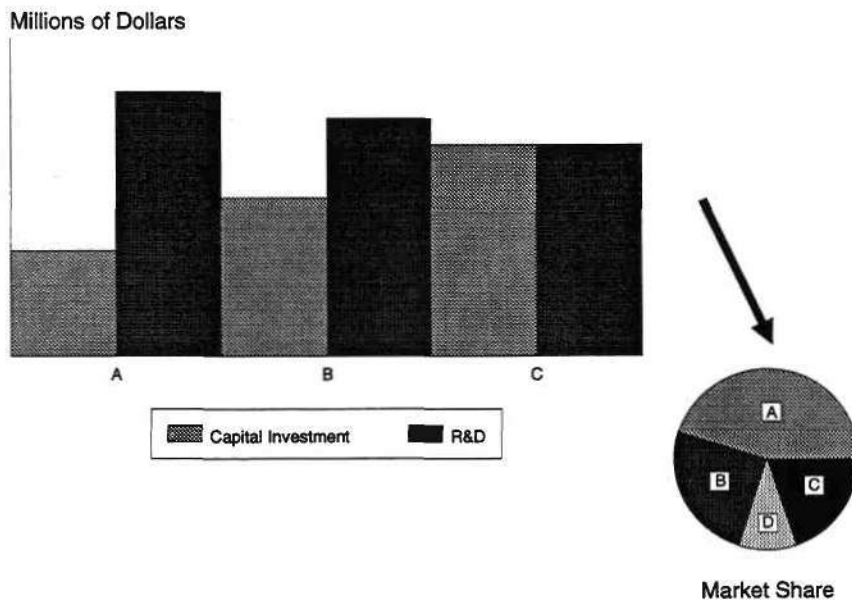 Millions of Dollars
A B C
Capital Investment R&D
A
B C
D
Market Share